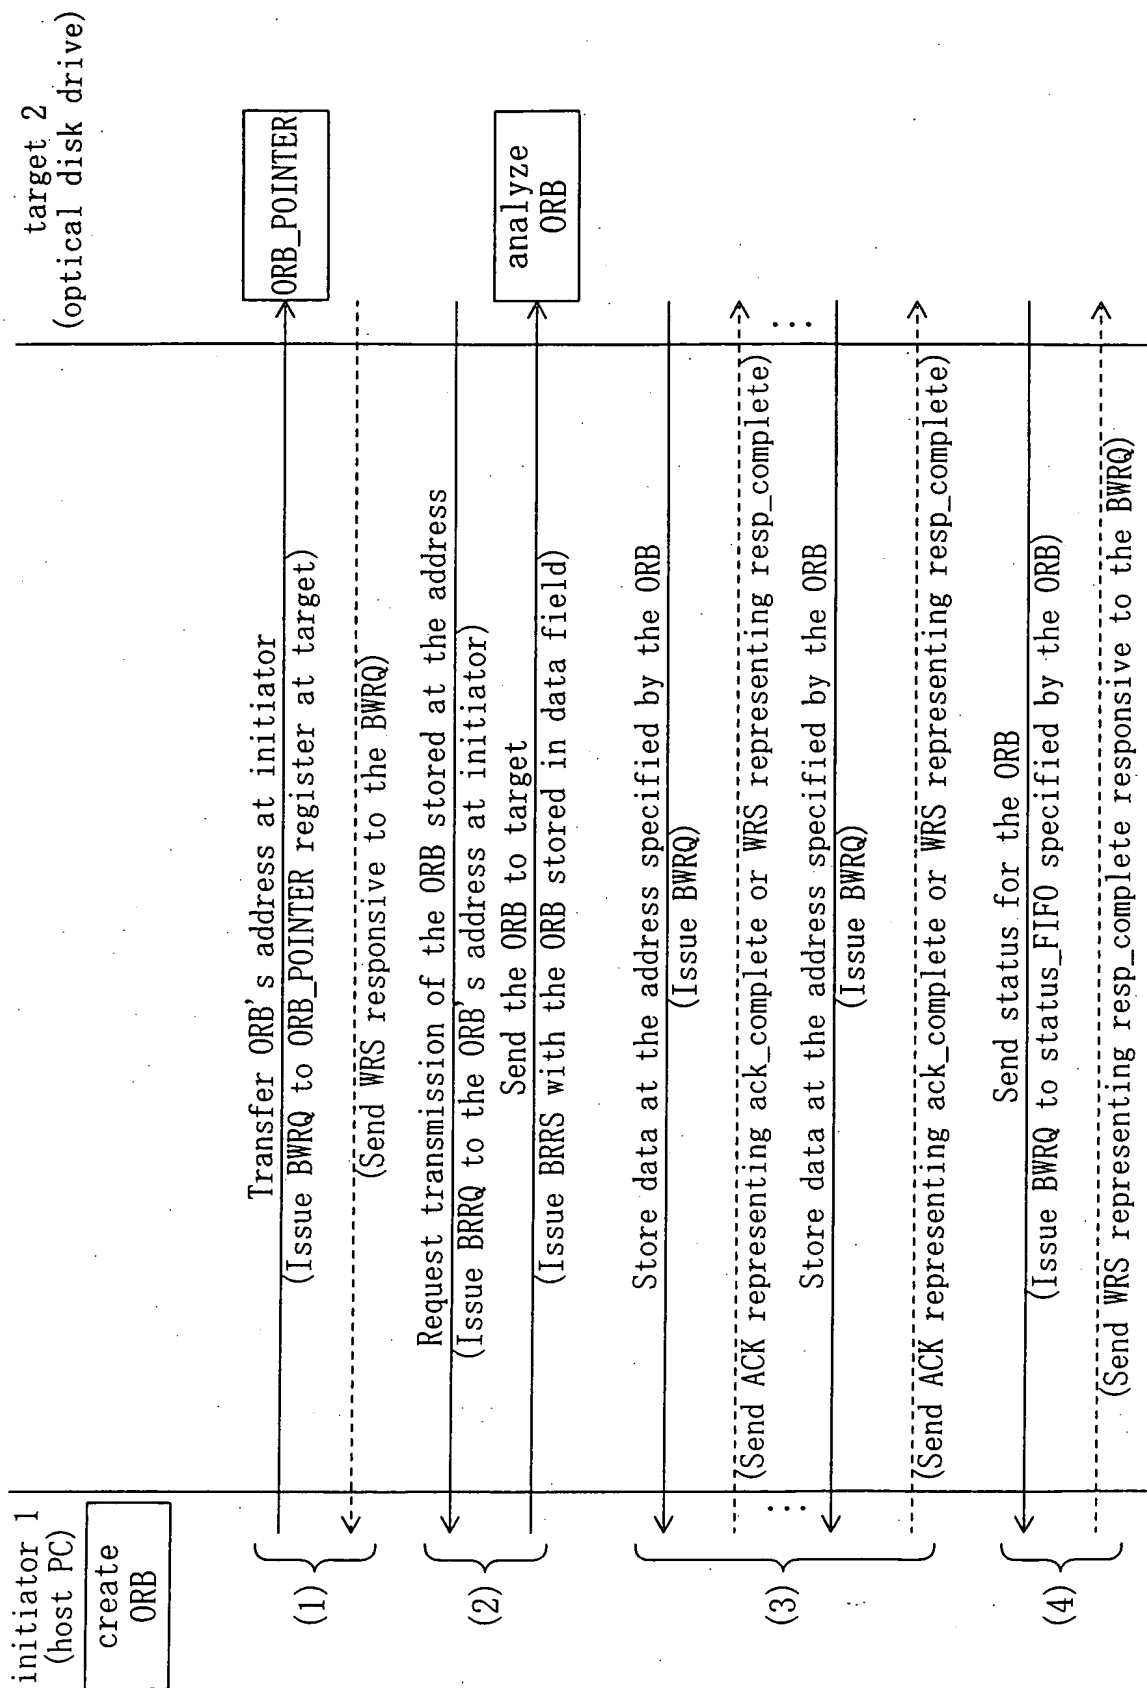 initiator 1
(host PC)
create
ORB
target 2
(optical disk drive)
(1)
Transfer ORB's address at initiator
(Issue BWRQ to ORB_POINTER register at target)
ORB_POINTER
(Send WRS responsive to the BWRQ)
(2)
Request transmission of the ORB stored at the address
(Issue BRRQ to the ORB's address at initiator)
Send the ORB to target
(Issue BRRS with the ORB stored in data field)
analyze
ORB
(3)
Store data at the address specified by the ORB
(Issue BWRQ)
(Send ACK representing ack_complete or WRS representing resp_complete)
...
...
Store data at the address specified by the ORB
(Issue BWRQ)
(Send ACK representing ack_complete or WRS representing resp_complete)
(4)
Send status for the ORB
(Issue BWRQ to status_FIFO specified by the ORB)
(Send WRS representing resp_complete responsive to the BWRQ)